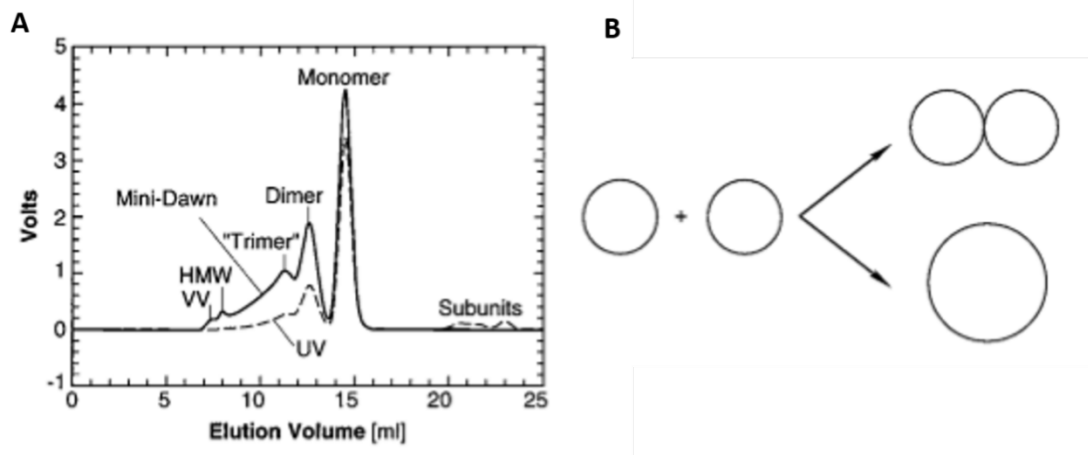 A
B
5
Monomer
4
3
Mini-Dawn
Dimer
Volts
2
"Trimer"
HMW
1
VV
Subunits
0
UV
-1
0 5 10 15 20 25
Elution Volume [ml]
+